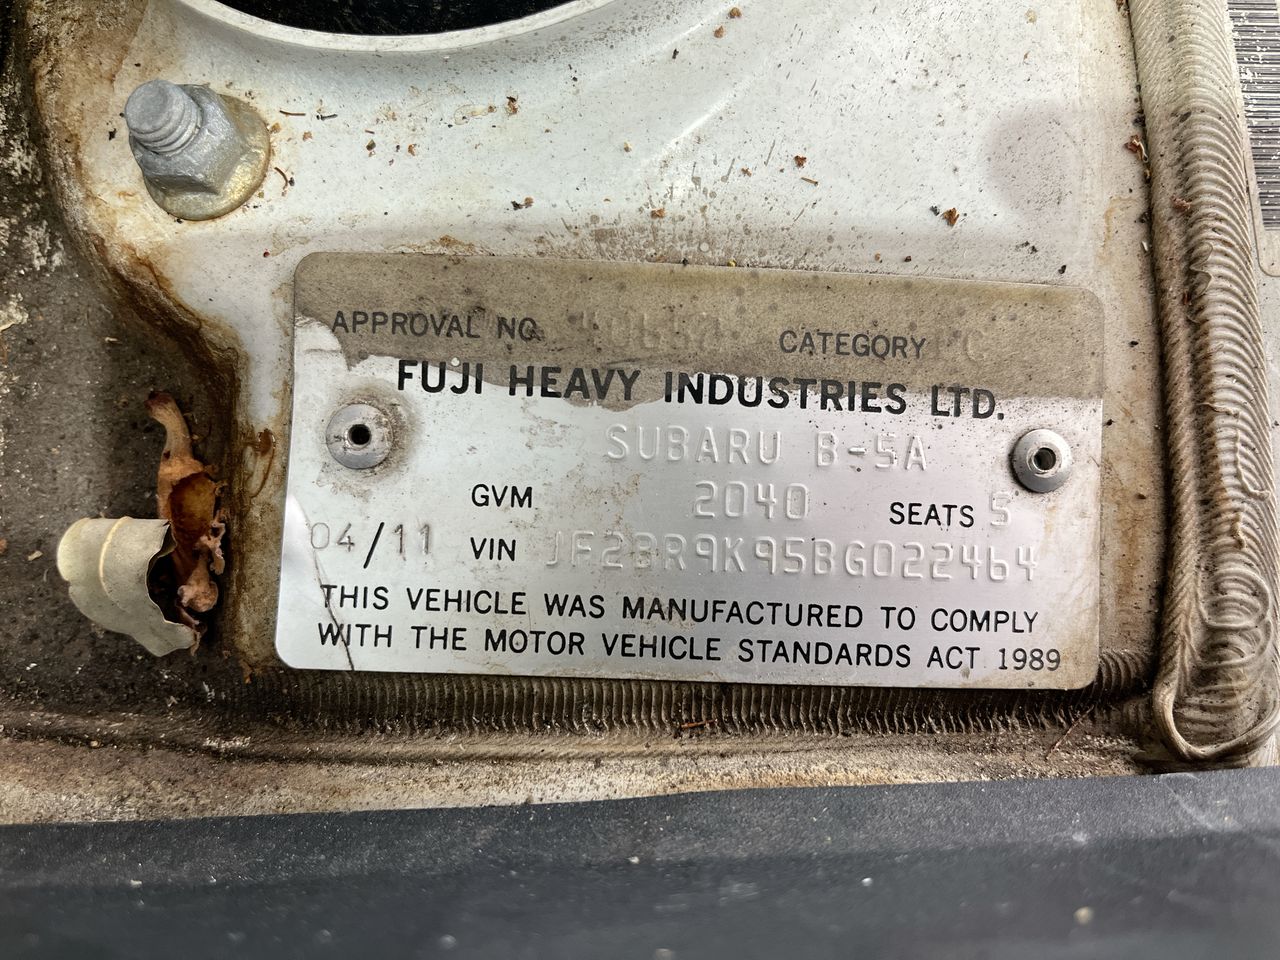 APPROVAL NO. CATEGORY
FUJI HEAVY INDUSTRIES LTD.
SUBARU B-5A
GVM 2040 SEATS 5
04/11 VIN JF2BR9K95BG022464
THIS VEHICLE WAS MANUFACTURED TO COMPLY
WITH THE MOTOR VEHICLE STANDARDS ACT 1989